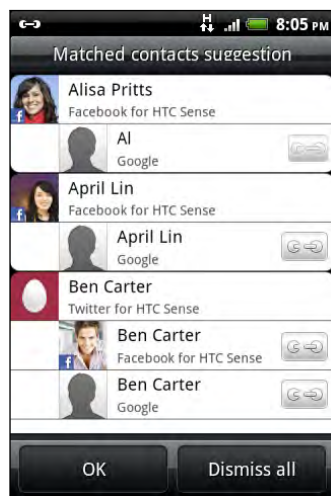 H 8:05 PM
Matched contacts suggestion
Alisa Pritts
f Facebook for HTC Sense
Al
Google
April Lin
f Facebook for HTC Sense
April Lin
Google
Ben Carter
Twitter for HTC Sense
Ben Carter
f Facebook for HTC Sense
Ben Carter
Google
OK Dismiss all